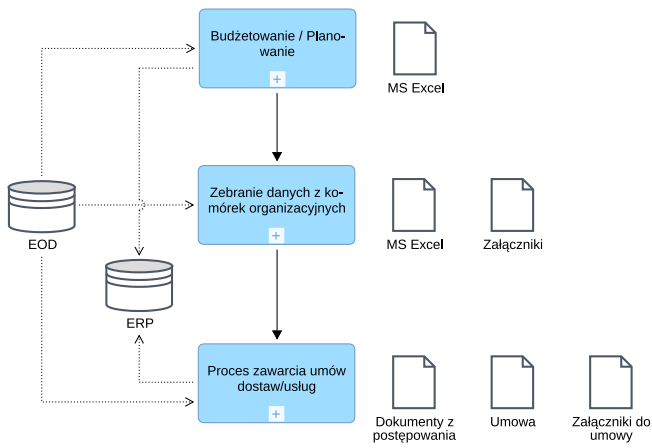 Budżetowanie / Plano-
wanie
MS Excel
Zebranie danych z ko-
mórek organizacyjnych
MS Excel
Załączniki
EOD
ERP
Proces zawarcia umów
dostaw/usług
Dokumenty z
postępowania
Umowa
Załączniki do
umowy